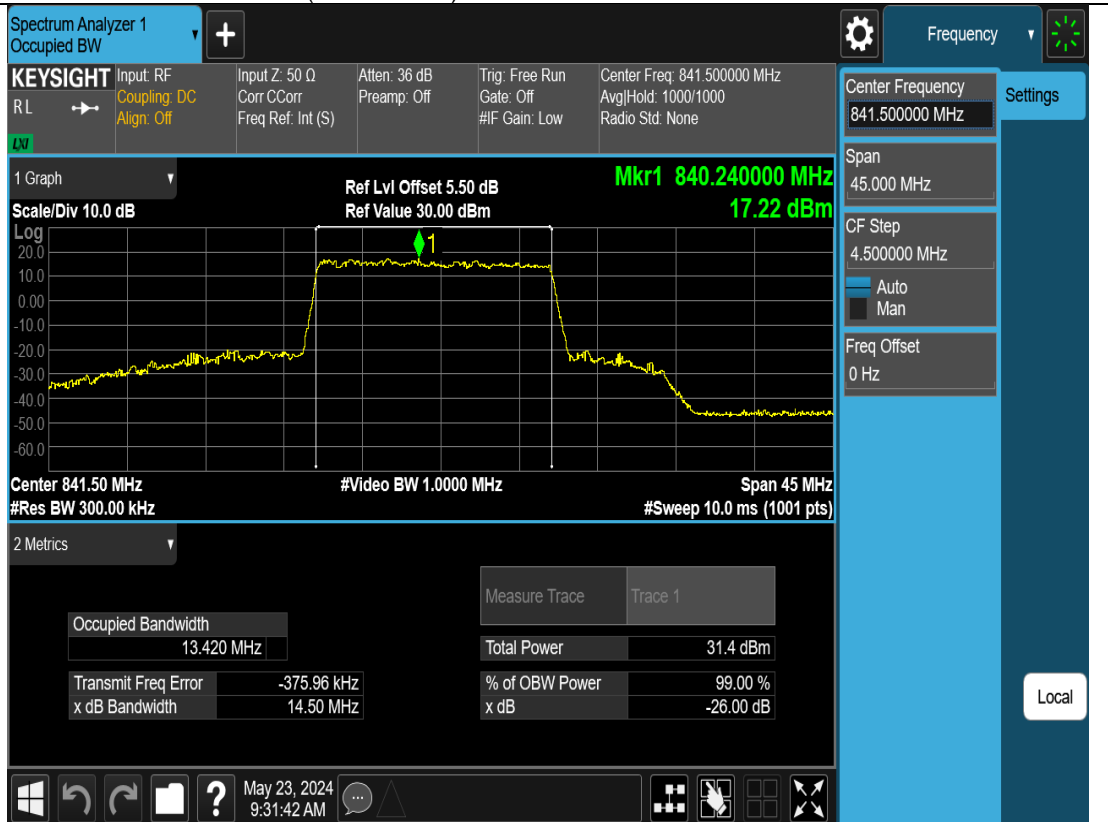 Spectrum Analyzer 1
Occupied BW
+
Frequency
KEYSIGHT
RL
LXI
Input: RF
Coupling: DC
Align: Off
Input Z: 50 Ω
Corr CCorr
Freq Ref: Int (S)
Atten: 36 dB
Preamp: Off
Trig: Free Run
Gate: Off
#IF Gain: Low
Center Freq: 841.500000 MHz
Avg|Hold: 1000/1000
Radio Std: None
Center Frequency
841.500000 MHz
Settings
Span
45.000 MHz
CF Step
4.500000 MHz
Auto
Man
Freq Offset
0 Hz
Local
1 Graph
Scale/Div 10.0 dB
Ref Lvl Offset 5.50 dB
Ref Value 30.00 dBm
Mkr1 840.240000 MHz
17.22 dBm
Log
1
20.0
10.0
0.00
-10.0
-20.0
-30.0
-40.0
-50.0
-60.0
Center 841.50 MHz
#Video BW 1.0000 MHz
Span 45 MHz
#Res BW 300.00 kHz
#Sweep 10.0 ms (1001 pts)
2 Metrics
Measure Trace Trace 1
Occupied Bandwidth
13.420 MHz
Total Power 31.4 dBm
Transmit Freq Error -375.96 kHz
% of OBW Power 99.00 %
x dB Bandwidth 14.50 MHz
x dB -26.00 dB
?
May 23, 2024
9:31:42 AM